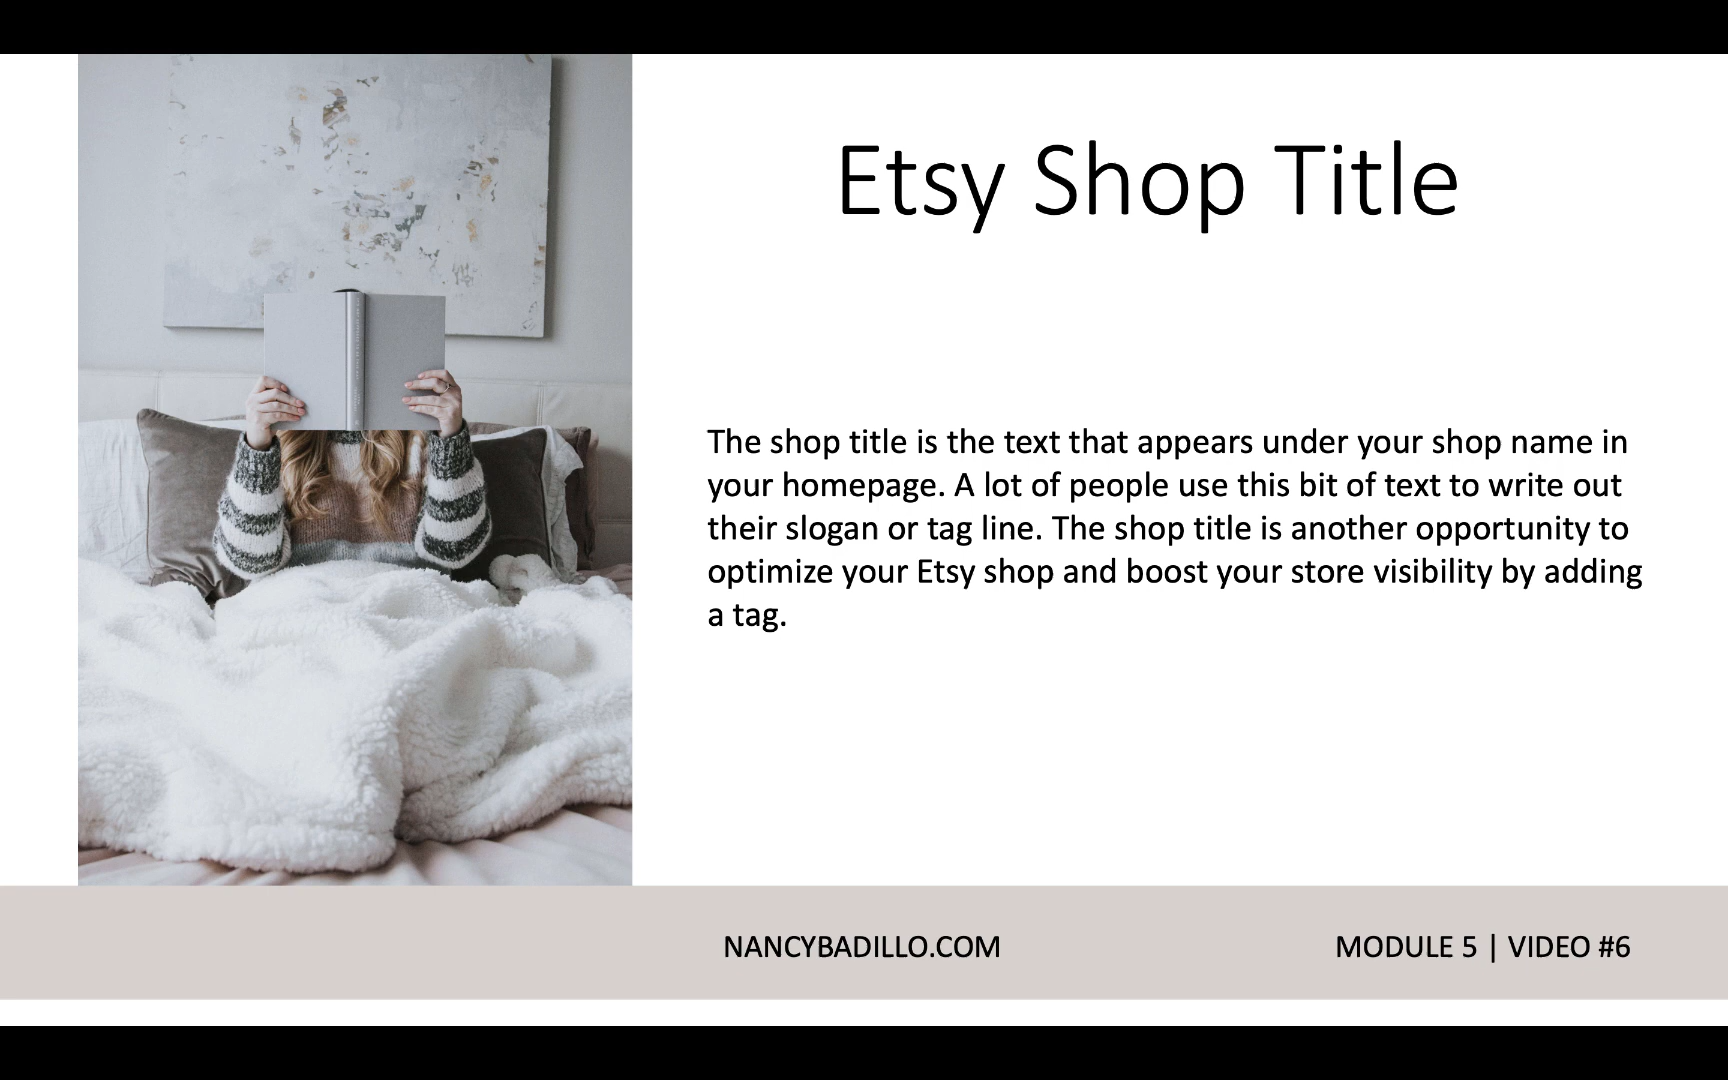 Etsy Shop Title
The shop title is the text that appears under your shop name in
your homepage. A lot of people use this bit of text to write out
their slogan or tag line. The shop title is another opportunity to
optimize your Etsy shop and boost your store visibility by adding
a tag.
NANCYBADILLO.COM
MODULE 5 | VIDEO #6